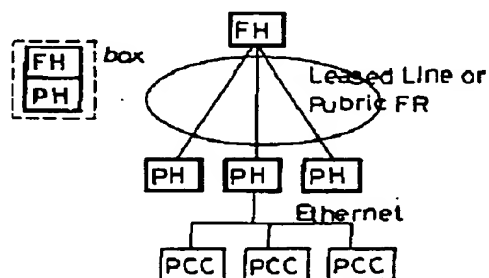 FH
FH
PH
box
Leased Line or
Pubric FR
PH PH PH
Ethernet
PCC PCC PCC